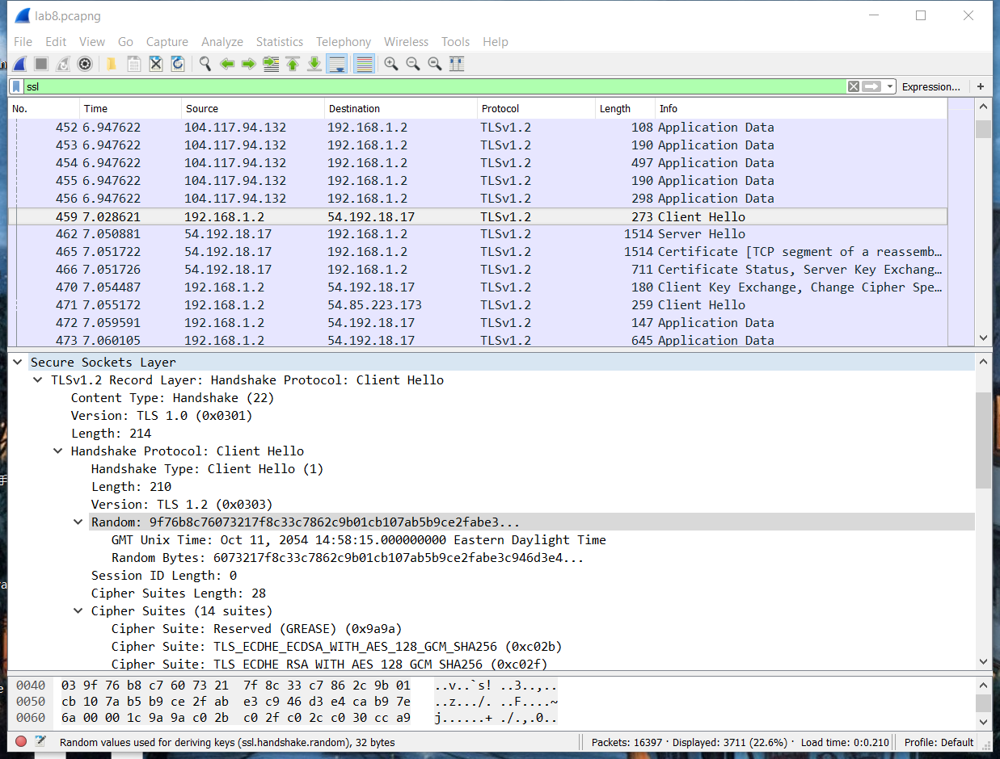 lab8.pcapng
File Edit View Go Capture Analyze Statistics Telephony Wireless Tools Help
ssl Expression... +
No. Time Source Destination Protocol Length Info
452 6.947622 104.117.94.132 192.168.1.2 TLSv1.2 108 Application Data
453 6.947622 104.117.94.132 192.168.1.2 TLSv1.2 190 Application Data
454 6.947622 104.117.94.132 192.168.1.2 TLSv1.2 497 Application Data
455 6.947622 104.117.94.132 192.168.1.2 TLSv1.2 190 Application Data
456 6.947622 104.117.94.132 192.168.1.2 TLSv1.2 298 Application Data
459 7.028621 192.168.1.2 54.192.18.17 TLSv1.2 273 Client Hello
462 7.050881 54.192.18.17 192.168.1.2 TLSv1.2 1514 Server Hello
465 7.051722 54.192.18.17 192.168.1.2 TLSv1.2 1514 Certificate [TCP segment of a reassemb…
466 7.051726 54.192.18.17 192.168.1.2 TLSv1.2 711 Certificate Status, Server Key Exchang…
470 7.054487 192.168.1.2 54.192.18.17 TLSv1.2 180 Client Key Exchange, Change Cipher Spe…
471 7.055172 192.168.1.2 54.85.223.173 TLSv1.2 259 Client Hello
472 7.059591 192.168.1.2 54.192.18.17 TLSv1.2 147 Application Data
473 7.060105 192.168.1.2 54.192.18.17 TLSv1.2 645 Application Data
Secure Sockets Layer
TLSv1.2 Record Layer: Handshake Protocol: Client Hello
Content Type: Handshake (22)
Version: TLS 1.0 (0x0301)
Length: 214
Handshake Protocol: Client Hello
Handshake Type: Client Hello (1)
Length: 210
Version: TLS 1.2 (0x0303)
Random: 9f76b8c76073217f8c33c7862c9b01cb107ab5b9ce2fabe3...
GMT Unix Time: Oct 11, 2054 14:58:15.000000000 Eastern Daylight Time
Random Bytes: 6073217f8c33c7862c9b01cb107ab5b9ce2fabe3c946d3e4...
Session ID Length: 0
Cipher Suites Length: 28
Cipher Suites (14 suites)
Cipher Suite: Reserved (GREASE) (0x9a9a)
Cipher Suite: TLS_ECDHE_ECDSA_WITH_AES_128_GCM_SHA256 (0xc02b)
Cipher Suite: TLS_ECDHE_RSA_WITH_AES_128_GCM_SHA256 (0xc02f)
0040 03 9f 76 b8 c7 60 73 21 7f 8c 33 c7 86 2c 9b 01 ..v..`s! ..3..,..
0050 cb 10 7a b5 b9 ce 2f ab e3 c9 46 d3 e4 ca b9 7e ..z.../. ..F....~
0060 6a 00 00 1c 9a 9a c0 2b c0 2f c0 2c c0 30 cc a9 j......+ ./.,.0..
Random values used for deriving keys (ssl.handshake.random), 32 bytes Packets: 16397 · Displayed: 3711 (22.6%) · Load time: 0:0.210 Profile: Default